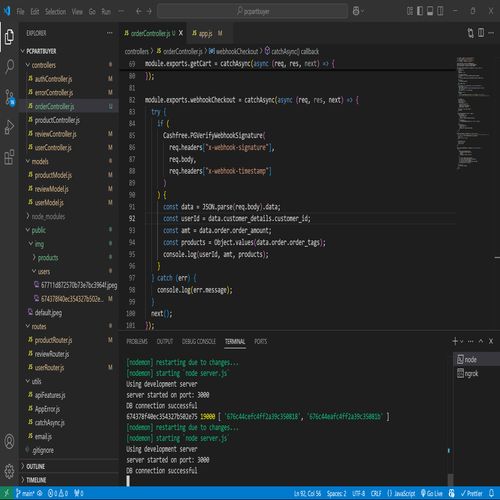 File Edit Selection View Go Run
pcpartbuyer
EXPLORER
PCPARTBUYER
controllers
authController.js M
errorController.js M
orderController.js U
productController.js
reviewController.js M
userController.js M
models
productModel.js M
reviewModel.js M
userModel.js M
node_modules
public
img
products
users
67711d872570b73e7bc3964f.jpeg
674378f40ec354327b502e... M
default.jpeg
routes
productRouter.js M
reviewRouter.js
userRouter.js M
utils
apiFeatures.js
AppError.js
catchAsync.js
email.js
.gitignore
OUTLINE
TIMELINE
orderController.js U
app.js M
controllers > orderController.js > webhookCheckout > catchAsync() callback
69 module.exports.getCart = catchAsync(async (req, res, next) => {
80 });
81
82 module.exports.webhookCheckout = catchAsync(async (req, res, next) => {
83 try {
84 if (
85 Cashfree.PGVerifyWebhookSignature(
86 req.headers["x-webhook-signature"],
87 req.body,
88 req.headers["x-webhook-timestamp"]
89 )
90 ) {
91 const data = JSON.parse(req.body).data;
92 const userId = data.customer_details.customer_id;
93 const amt = data.order.order_amount;
94 const products = Object.values(data.order.order_tags);
95 console.log(userId, amt, products);
96 }
97 } catch (err) {
98 console.log(err.message);
99 }
100 next();
101 });
PROBLEMS OUTPUT DEBUG CONSOLE TERMINAL PORTS
[nodemon] restarting due to changes...
[nodemon] starting `node server.js`
Using development server
server started on port: 3000
DB connection successful
674378f40ec354327b502e75 19000 [ '676c44cefc4ff2a39c350818', '676c44eafc4ff2a39c35081b' ]
[nodemon] restarting due to changes...
[nodemon] starting `node server.js`
Using development server
server started on port: 3000
DB connection successful
node
ngrok
main* 0 0 0 Ln 92, Col 56 Spaces: 2 UTF-8 CRLF {} JavaScript Go Live Prettier